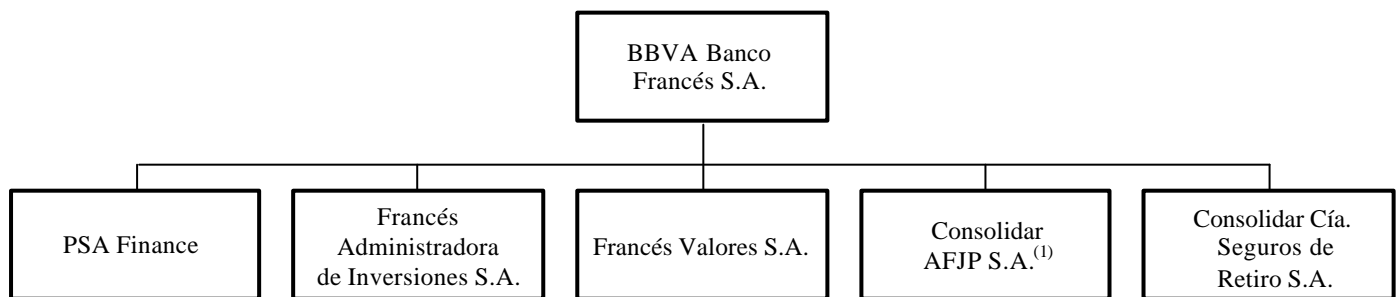 BBVA Banco
Francés S.A.
PSA Finance
Francés
Administradora
de Inversiones S.A.
Francés Valores S.A.
Consolidar
AFJP S.A.(1)
Consolidar Cía.
Seguros de
Retiro S.A.